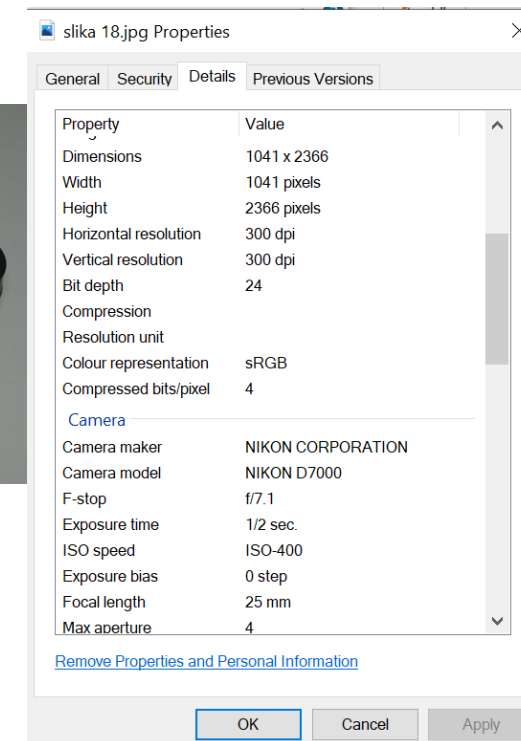 slika 18.jpg Properties
General Security Details Previous Versions
Property Value
Dimensions 1041 x 2366
Width 1041 pixels
Height 2366 pixels
Horizontal resolution 300 dpi
Vertical resolution 300 dpi
Bit depth 24
Compression
Resolution unit
Colour representation sRGB
Compressed bits/pixel 4
Camera
Camera maker NIKON CORPORATION
Camera model NIKON D7000
F-stop f/7.1
Exposure time 1/2 sec.
ISO speed ISO-400
Exposure bias 0 step
Focal length 25 mm
Max aperture 4
Remove Properties and Personal Information
OK Cancel Apply